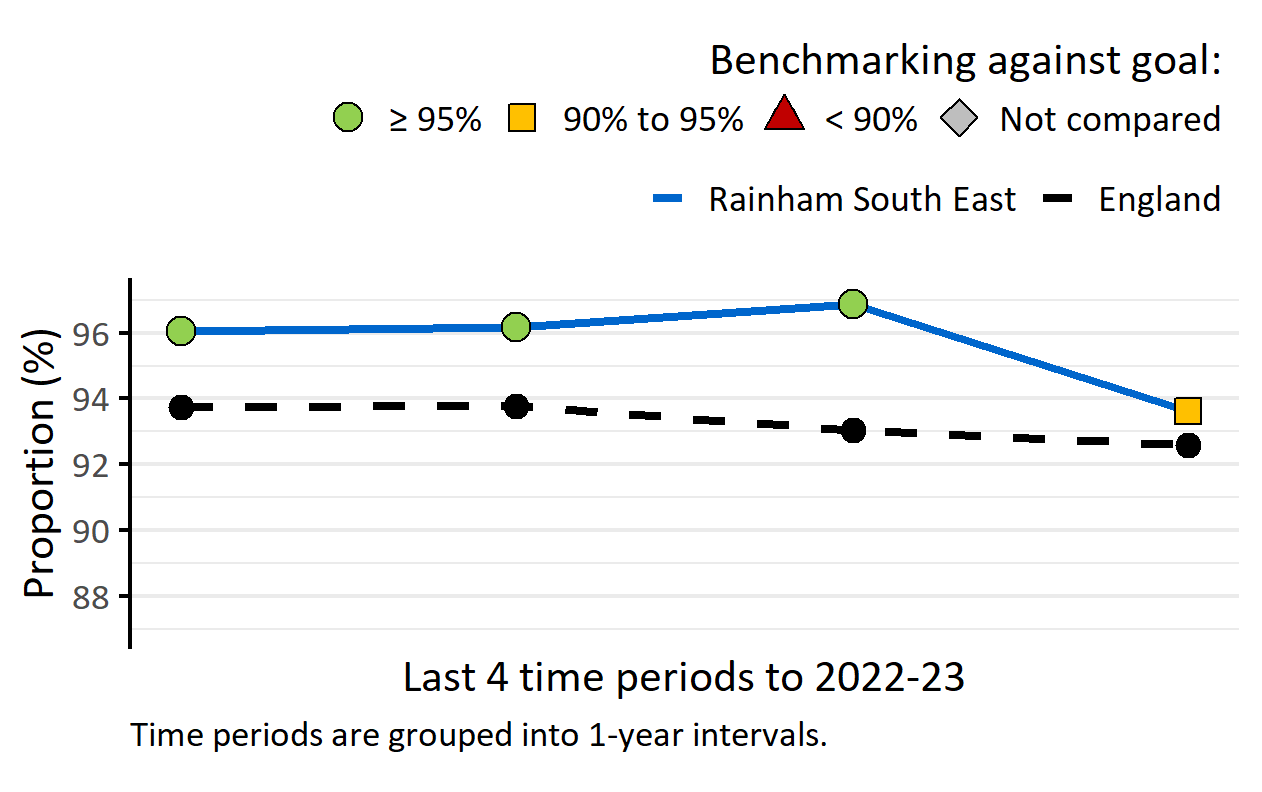 Benchmarking against goal:
≥ 95% 90% to 95% < 90% Not compared
Rainham South East England
Proportion (%)
96
94
92
90
88
Last 4 time periods to 2022-23
Time periods are grouped into 1-year intervals.